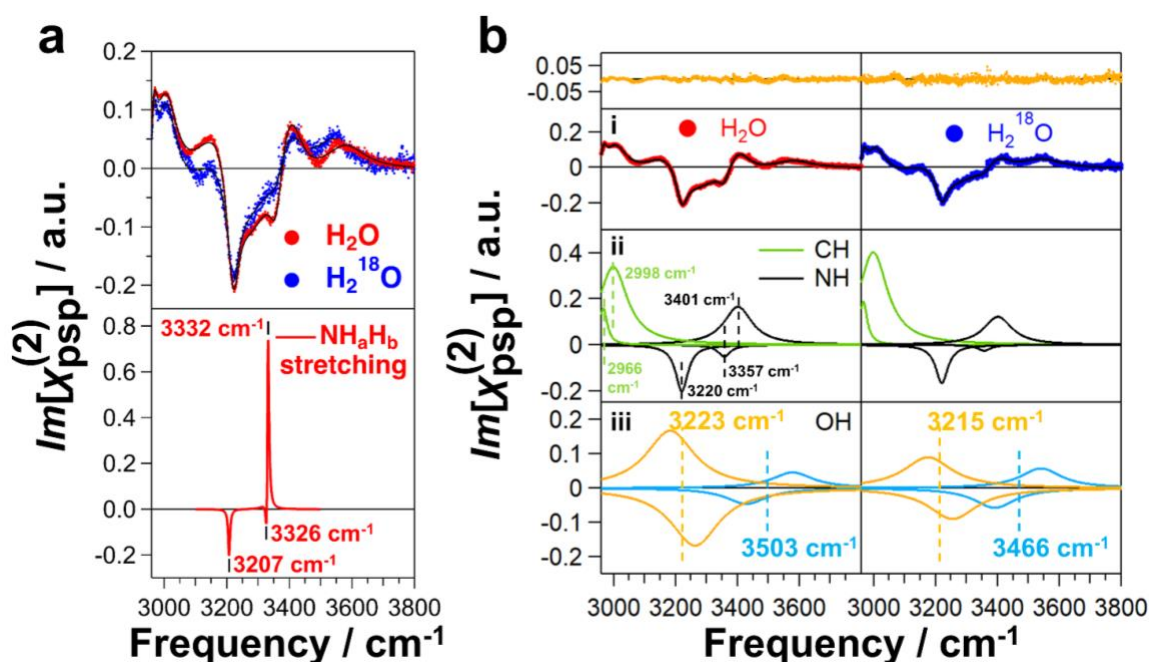 a
0.2
0.1
0.0
-0.1
-0.2
H₂O
H₂¹⁸O
Im[χ⁽²⁾psp] / a.u.
0.8
0.6
0.4
0.2
0.0
-0.2
3332 cm⁻¹
NHₐH_b
stretching
3326 cm⁻¹
3207 cm⁻¹
3000 3200 3400 3600 3800
Frequency / cm⁻¹
b
0.05
-0.05
i
H₂O
H₂¹⁸O
0.2
0
-0.2
Im[χ⁽²⁾psp] / a.u.
ii
CH
NH
0.4
0.2
0
-0.2
2998 cm⁻¹
3401 cm⁻¹
2966
cm⁻¹
3357 cm⁻¹
3220 cm⁻¹
iii
3223 cm⁻¹
OH
3215 cm⁻¹
0.2
0.1
0
-0.1
-0.2
3503 cm⁻¹
3466 cm⁻¹
3000 3200 3400 3600 3000 3200 3400 3600 3800
Frequency / cm⁻¹